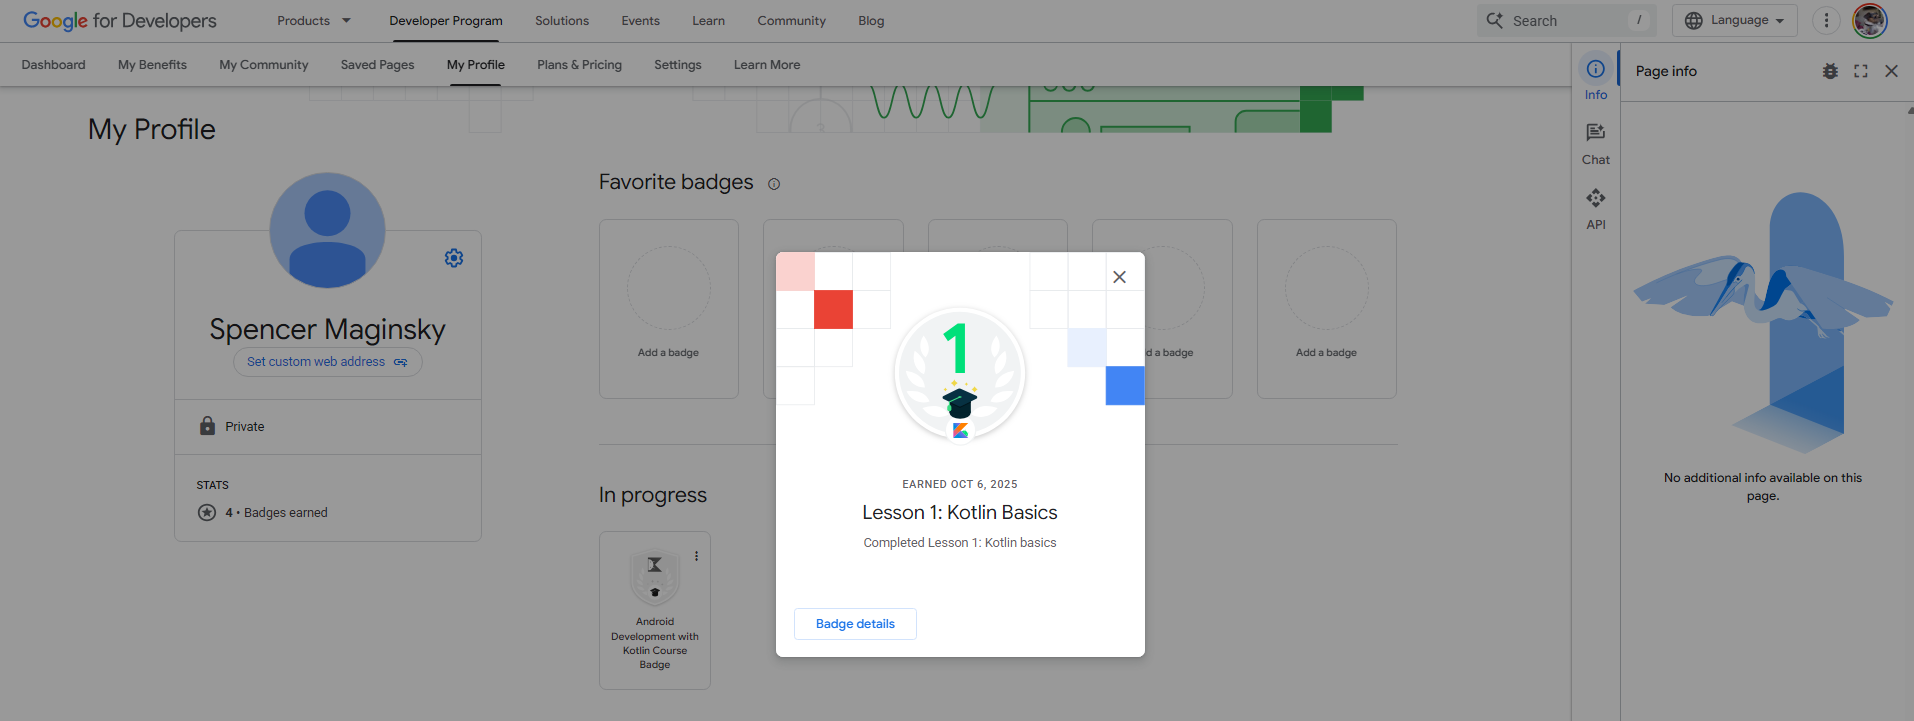 Google for Developers
Products
Developer Program
Solutions
Events
Learn
Community
Blog
Search
/
Language
Dashboard
My Benefits
My Community
Saved Pages
My Profile
Plans & Pricing
Settings
Learn More
Info
Chat
API
Page info
No additional info available on this
page.
My Profile
Spencer Maginsky
Set custom web address
Private
STATS
4 • Badges earned
Favorite badges
Add a badge
d a badge
Add a badge
In progress
Android
Development with
Kotlin Course
Badge
1
EARNED OCT 6, 2025
Lesson 1: Kotlin Basics
Completed Lesson 1: Kotlin basics
Badge details